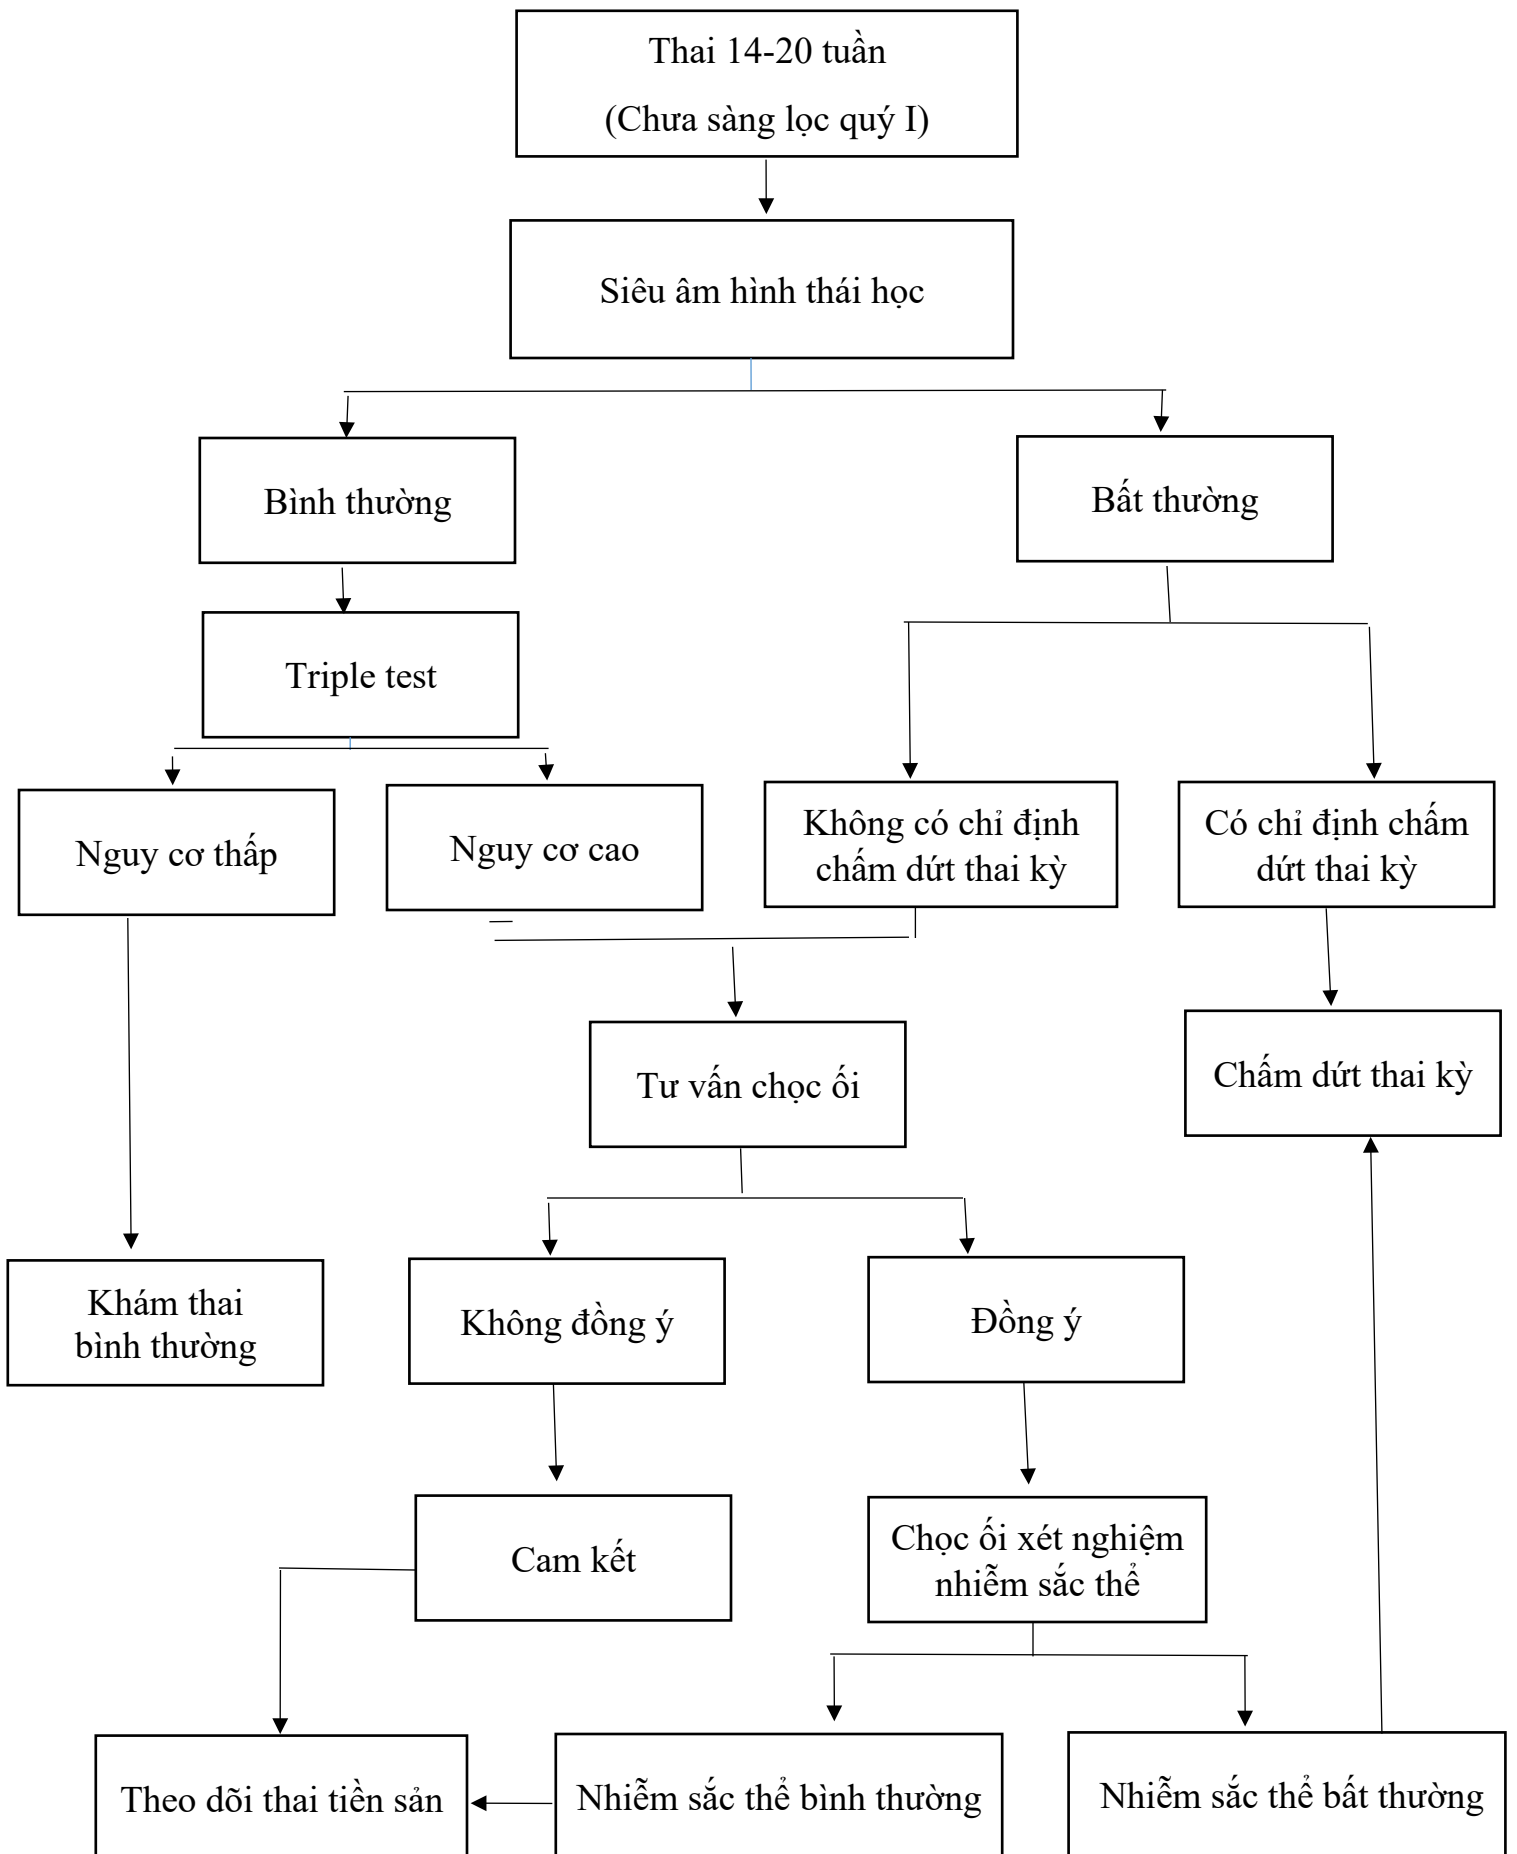 Thai 14-20 tuần
(Chưa sàng lọc quý I)
Siêu âm hình thái học
Bình thường
Bất thường
Triple test
Nguy cơ thấp
Nguy cơ cao
Không có chỉ định
chấm dứt thai kỳ
Có chỉ định chấm
dứt thai kỳ
Tư vấn chọc ối
Chấm dứt thai kỳ
Khám thai
bình thường
Không đồng ý
Đồng ý
Cam kết
Chọc ối xét nghiệm
nhiễm sắc thể
Theo dõi thai tiền sản
Nhiễm sắc thể bình thường
Nhiễm sắc thể bất thường